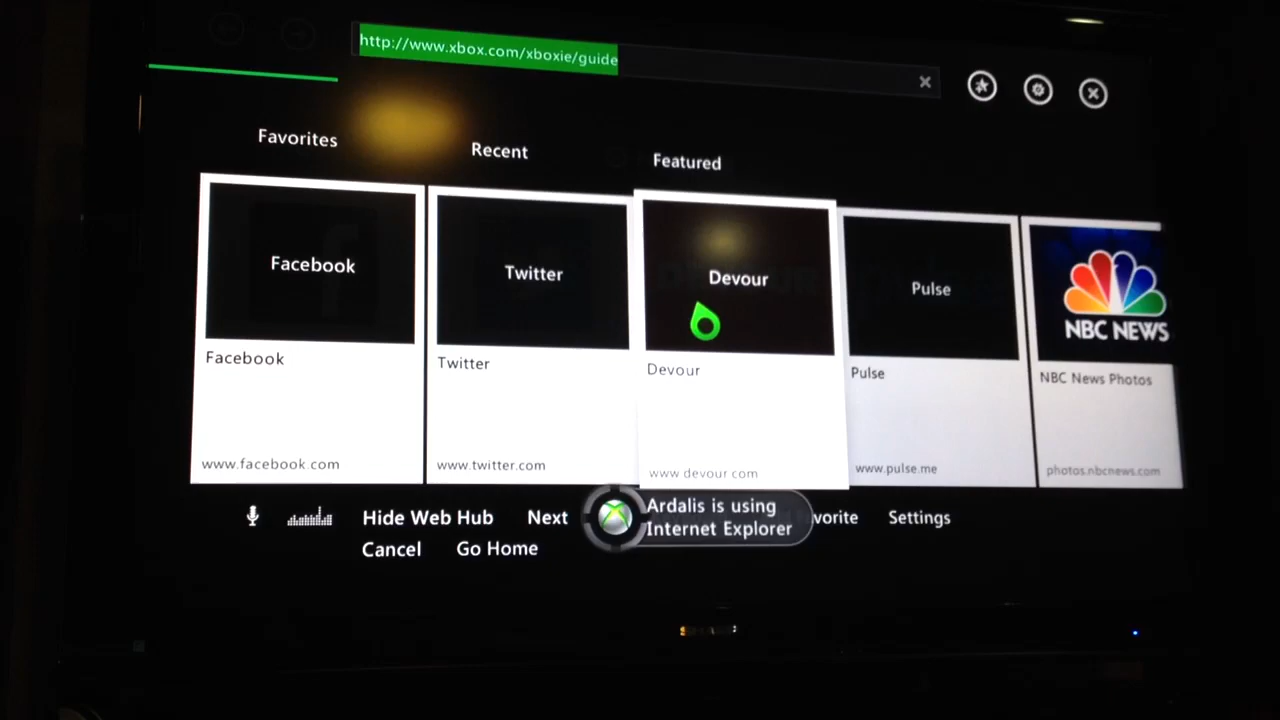 http://www.xbox.com/xboxie/guide
Favorites
Recent
Featured
Facebook
Twitter
Devour
Pulse
NBC NEWS
Facebook
Twitter
Devour
Pulse
NBC News Photos
www.facebook.com
www.twitter.com
www.devour.com
www.pulse.me
photos.nbcnews.com
Hide Web Hub
Next
Ardalis is using
Internet Explorer
vorite
Settings
Cancel
Go Home